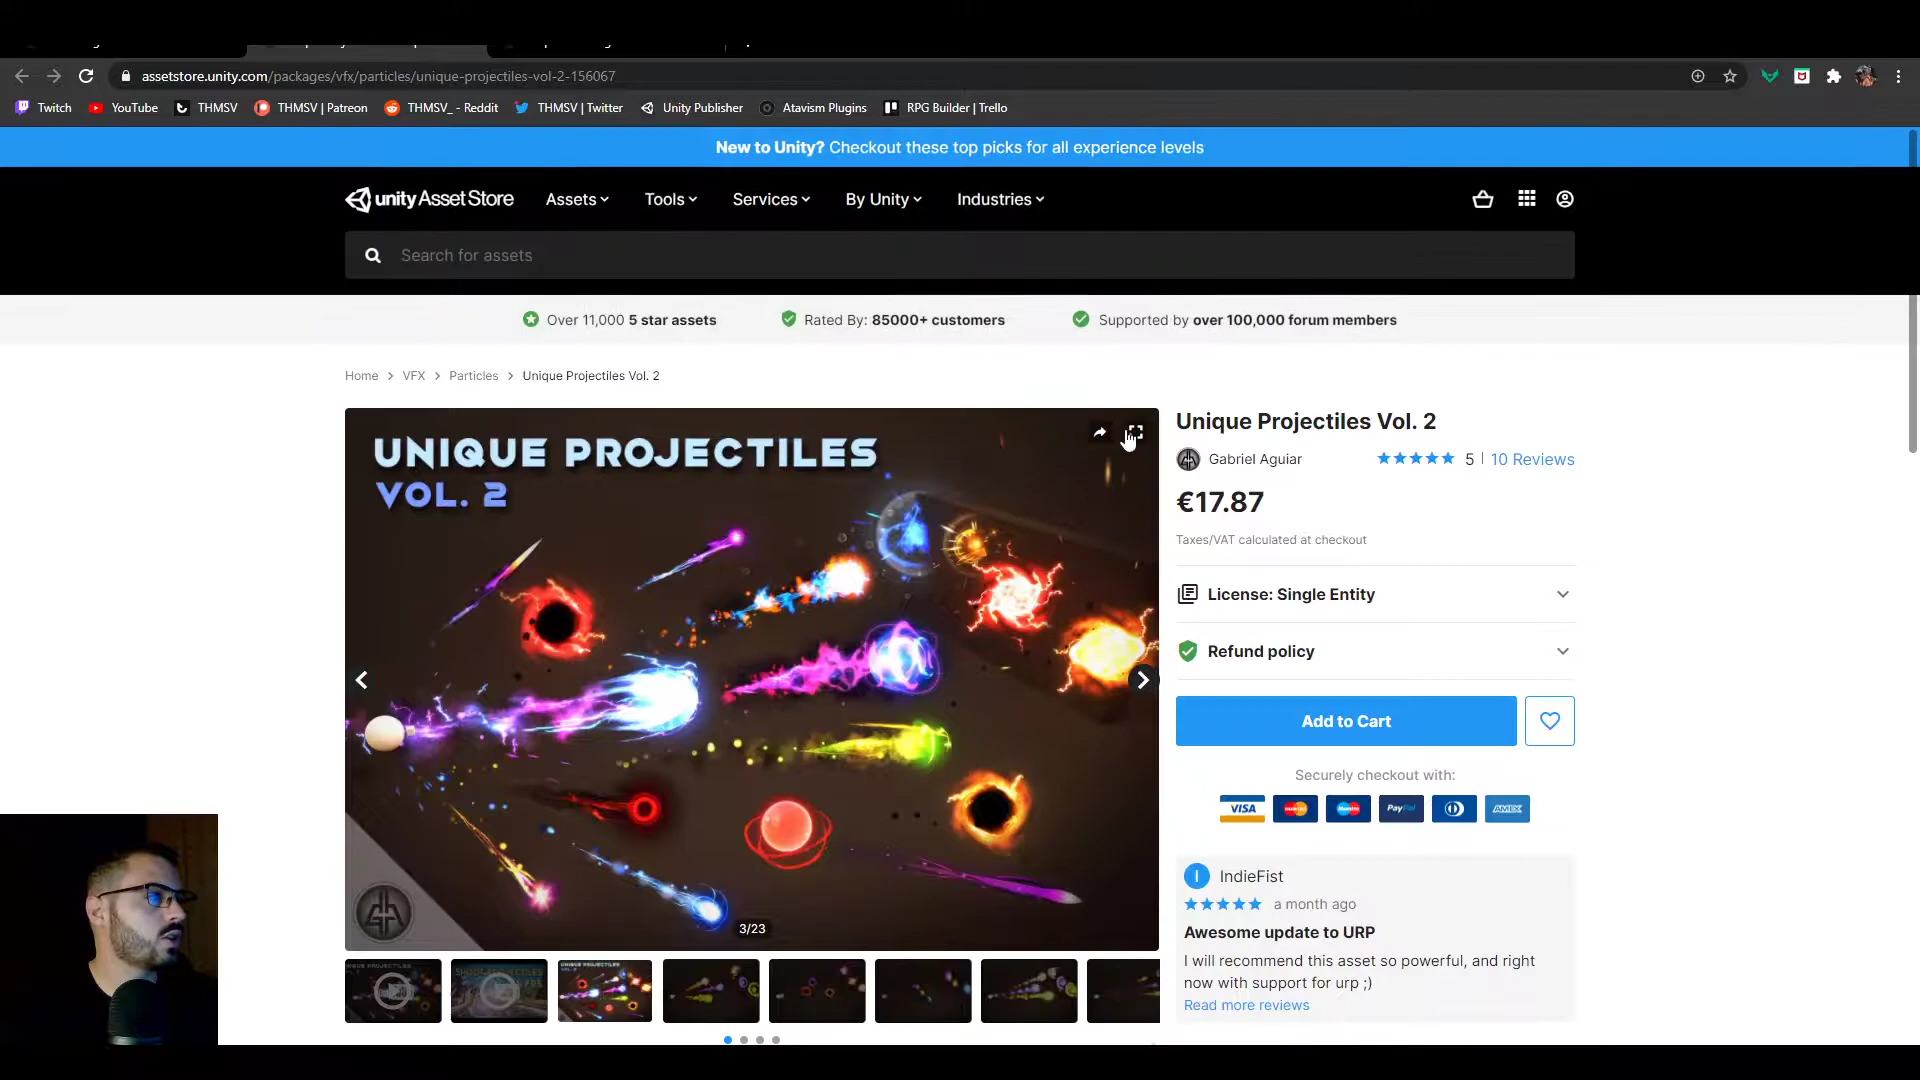 assetstore.unity.com/packages/vfx/particles/unique-projectiles-vol-2-156067
Twitch YouTube THMSV THMSV | Patreon THMSV_ - Reddit THMSV | Twitter Unity Publisher Atavism Plugins RPG Builder | Trello
New to Unity? Checkout these top picks for all experience levels
unity Asset Store Assets Tools Services By Unity Industries
Search for assets
Over 11,000 5 star assets Rated By: 85000+ customers Supported by over 100,000 forum members
Home > VFX > Particles > Unique Projectiles Vol. 2
UNIQUE PROJECTILES
VOL. 2
3/23
UNIQUE PROJECTILES
Unique Projectiles Vol. 2
Gabriel Aguiar 5 | 10 Reviews
€17.87
Taxes/VAT calculated at checkout
License: Single Entity
Refund policy
Add to Cart
Securely checkout with:
VISA PayPal AMEX
I IndieFist
a month ago
Awesome update to URP
I will recommend this asset so powerful, and right
now with support for urp ;)
Read more reviews